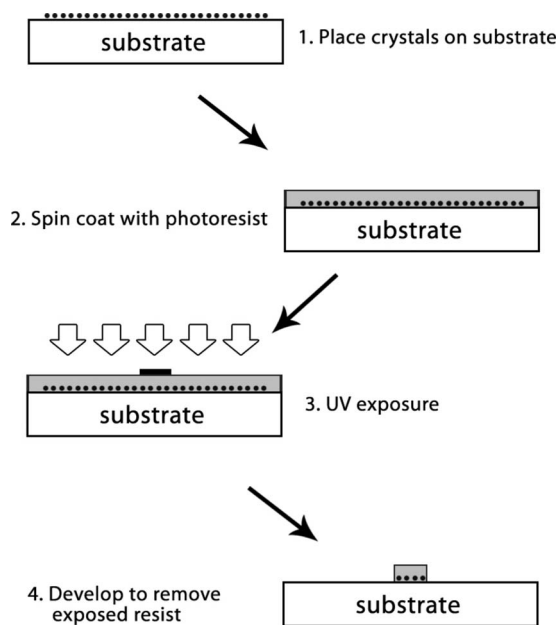 substrate
1. Place crystals on substrate
2. Spin coat with photoresist
substrate
substrate
3. UV exposure
4. Develop to remove
exposed resist
substrate